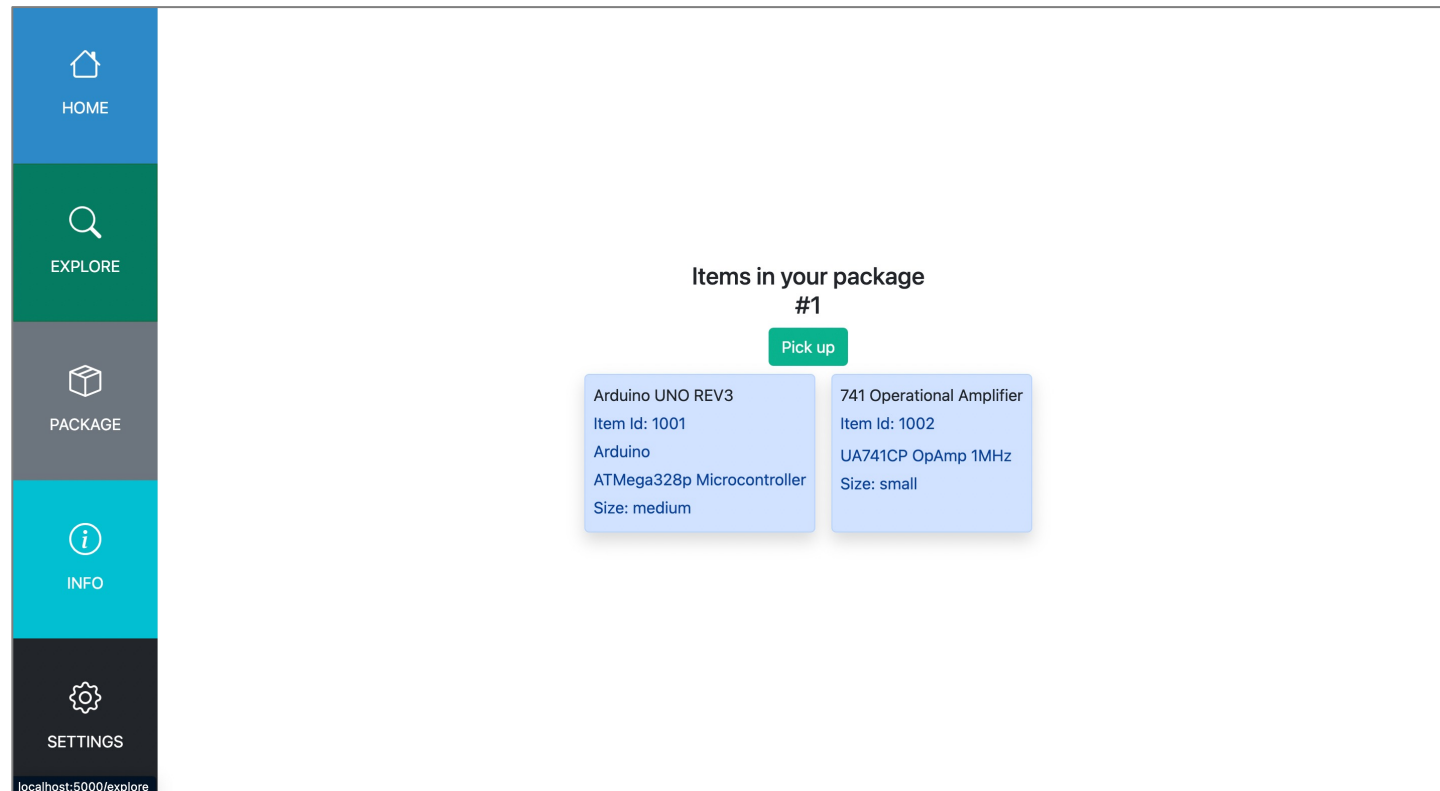 HOME
EXPLORE
PACKAGE
INFO
SETTINGS
localhost:5000/explore
Items in your package
#1
Pick up
Arduino UNO REV3
Item Id: 1001
Arduino
ATMega328p Microcontroller
Size: medium
741 Operational Amplifier
Item Id: 1002
UA741CP OpAmp 1MHz
Size: small